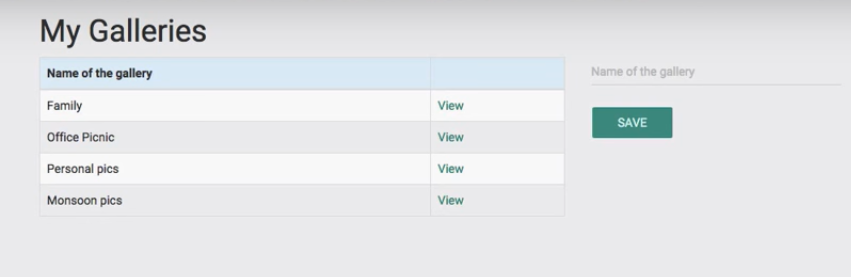 My Galleries
Name of the gallery
Family View
Office Picnic View
Personal pics View
Monsoon pics View
Name of the gallery
SAVE